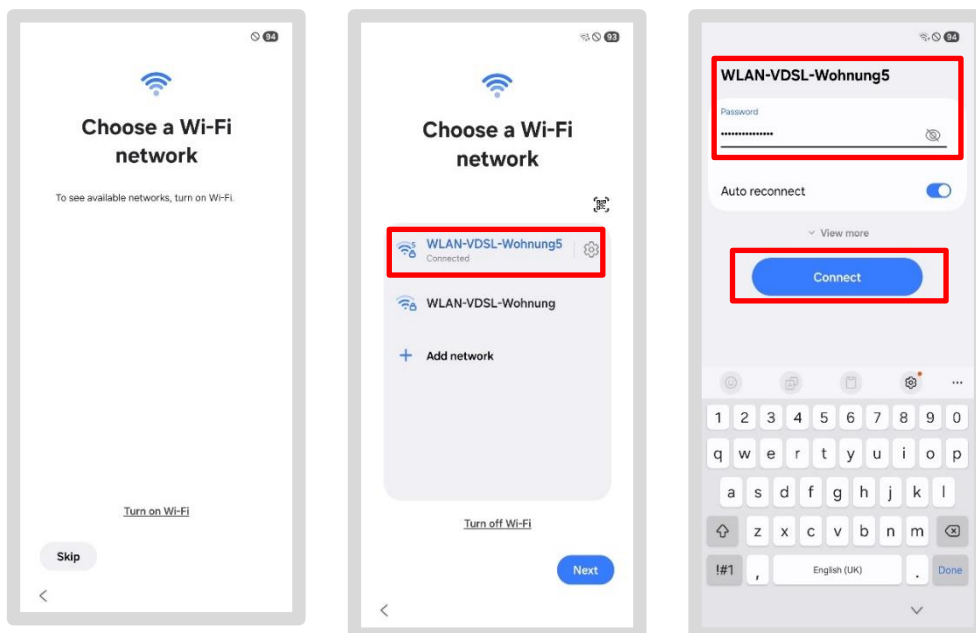 94
Choose a Wi-Fi
network
To see available networks, turn on Wi-Fi.
Turn on Wi-Fi
Skip
93
Choose a Wi-Fi
network
5
WLAN-VDSL-Wohnung5
Connected
WLAN-VDSL-Wohnung
+ Add network
Turn off Wi-Fi
Next
94
WLAN-VDSL-Wohnung5
Password
•••••••••••••••
Auto reconnect
View more
Connect
...
1 2 3 4 5 6 7 8 9 0
q w e r t y u i o p
a s d f g h j k l
z x c v b n m
!#1 , English (UK) . Done